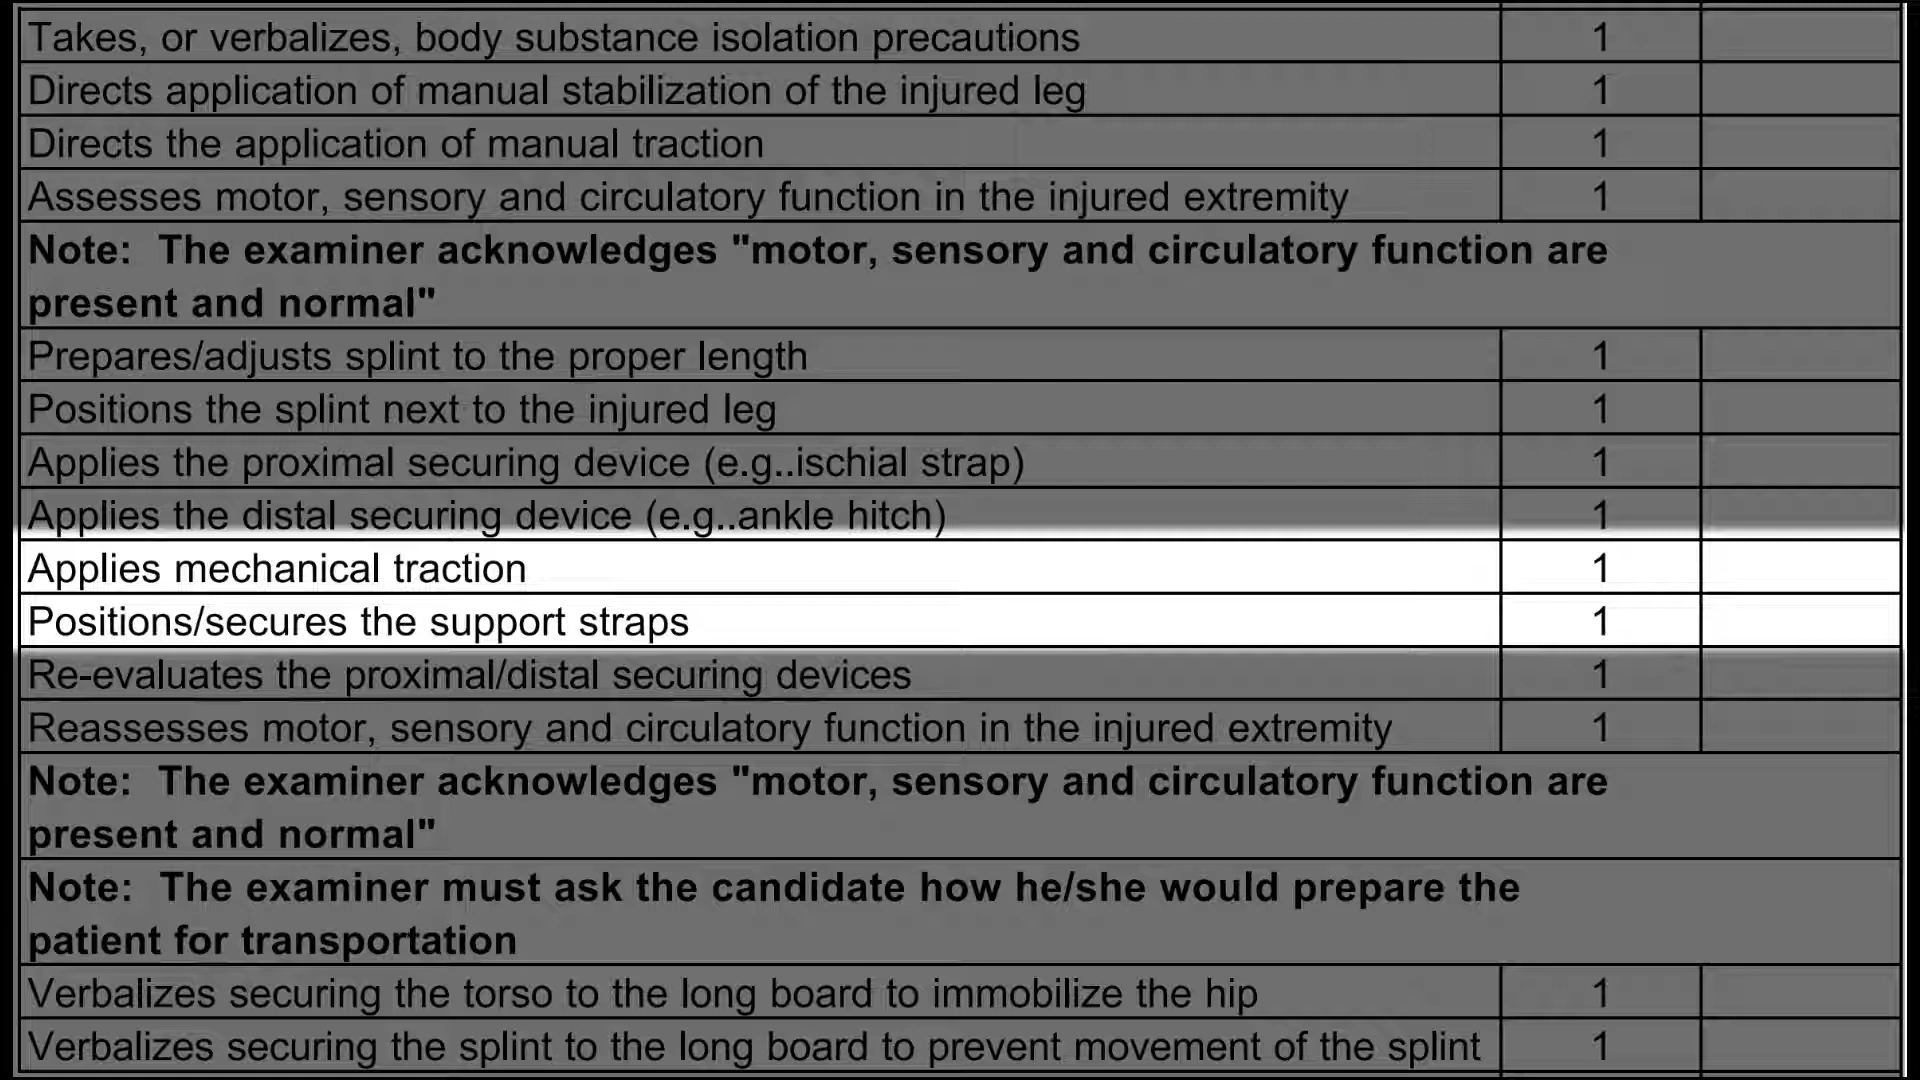 Takes, or verbalizes, body substance isolation precautions 1
Directs application of manual stabilization of the injured leg 1
Directs the application of manual traction 1
Assesses motor, sensory and circulatory function in the injured extremity 1
Note:  The examiner acknowledges "motor, sensory and circulatory function are
present and normal"
Prepares/adjusts splint to the proper length 1
Positions the splint next to the injured leg 1
Applies the proximal securing device (e.g..ischial strap) 1
Applies the distal securing device (e.g..ankle hitch) 1
Applies mechanical traction 1
Positions/secures the support straps 1
Re-evaluates the proximal/distal securing devices 1
Reassesses motor, sensory and circulatory function in the injured extremity 1
Note:  The examiner acknowledges "motor, sensory and circulatory function are
present and normal"
Note:  The examiner must ask the candidate how he/she would prepare the
patient for transportation
Verbalizes securing the torso to the long board to immobilize the hip 1
Verbalizes securing the splint to the long board to prevent movement of the splint 1